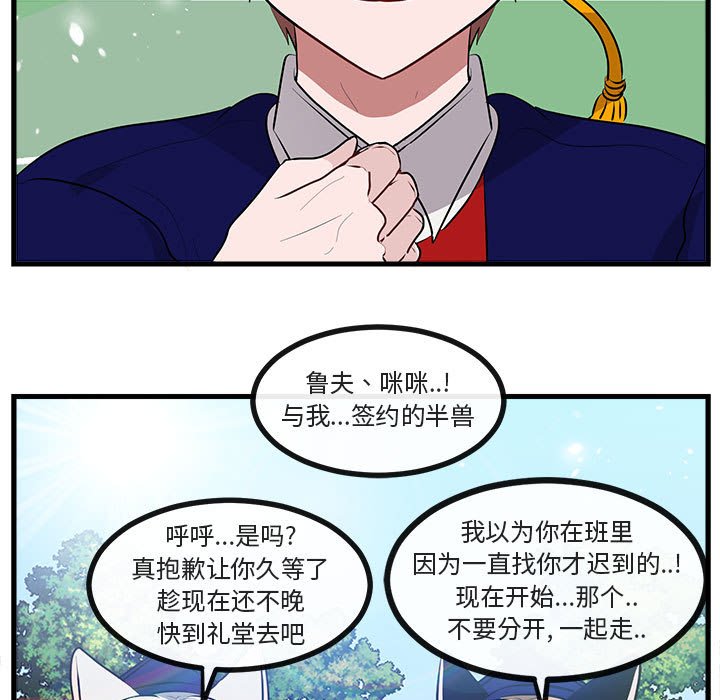 鲁夫、咪咪..!
与我...签约的半兽
呼呼...是吗?
真抱歉让你久等了
趁现在还不晚
快到礼堂去吧
我以为你在班里
因为一直找你才迟到的..!
现在开始...那个..
不要分开, 一起走..